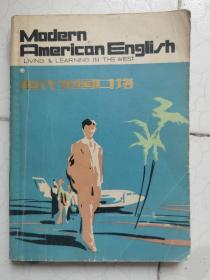 Modern
American English
LIVING & LEARNING IN THE WEST
现代美国口语